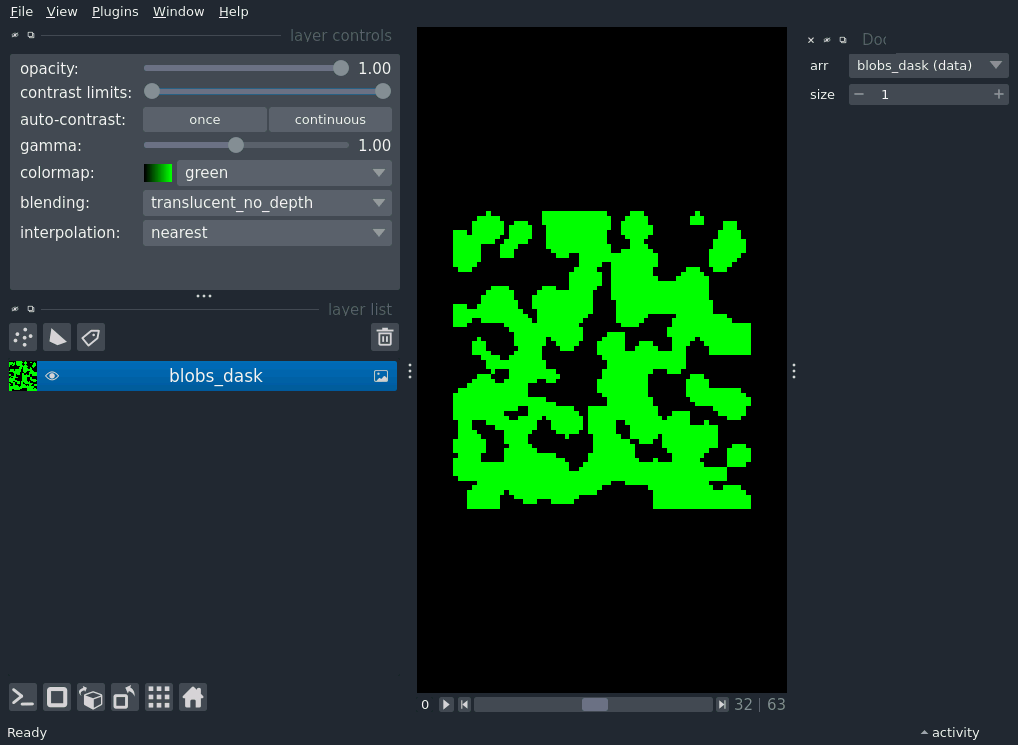 File View Plugins Window Help
layer controls
opacity: 1.00
contrast limits:
auto-contrast: once continuous
gamma: 1.00
colormap: green
blending: translucent_no_depth
interpolation: nearest
layer list
blobs_dask
arr blobs_dask (data)
size 1
0 32 | 63
Ready
activity